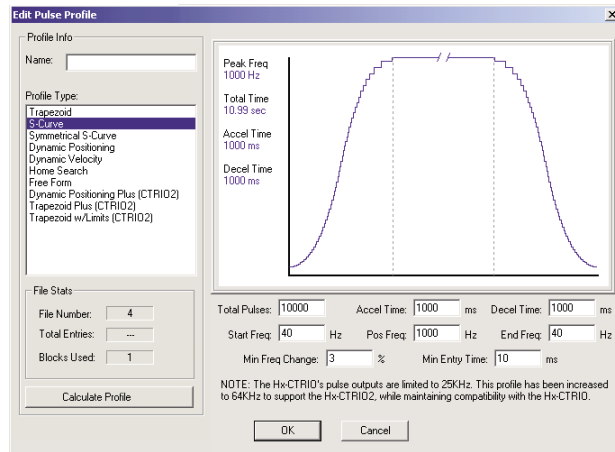 Edit Pulse Profile
Profile Info
Name:
Profile Type:
Trapezoid
S-Curve
Symmetrical S-Curve
Dynamic Positioning
Dynamic Velocity
Home Search
Free Form
Dynamic Positioning Plus (CTRIO2)
Trapezoid Plus (CTRIO2)
Trapezoid w/Limits (CTRIO2)
File Stats
File Number: 4
Total Entries: ---
Blocks Used: 1
Calculate Profile
Peak Freq
1000 Hz
Total Time
10.99 sec
Accel Time
1000 ms
Decel Time
1000 ms
Total Pulses: 10000 Accel Time: 1000 ms Decel Time: 1000 ms
Start Freq: 40 Hz Pos Freq: 1000 Hz End Freq: 40 Hz
Min Freq Change: 3 % Min Entry Time: 10 ms
NOTE: The Hx-CTRIO's pulse outputs are limited to 25KHz. This profile has been increased
to 64KHz to support the Hx-CTRIO2, while maintaining compatibility with the Hx-CTRIO.
OK Cancel